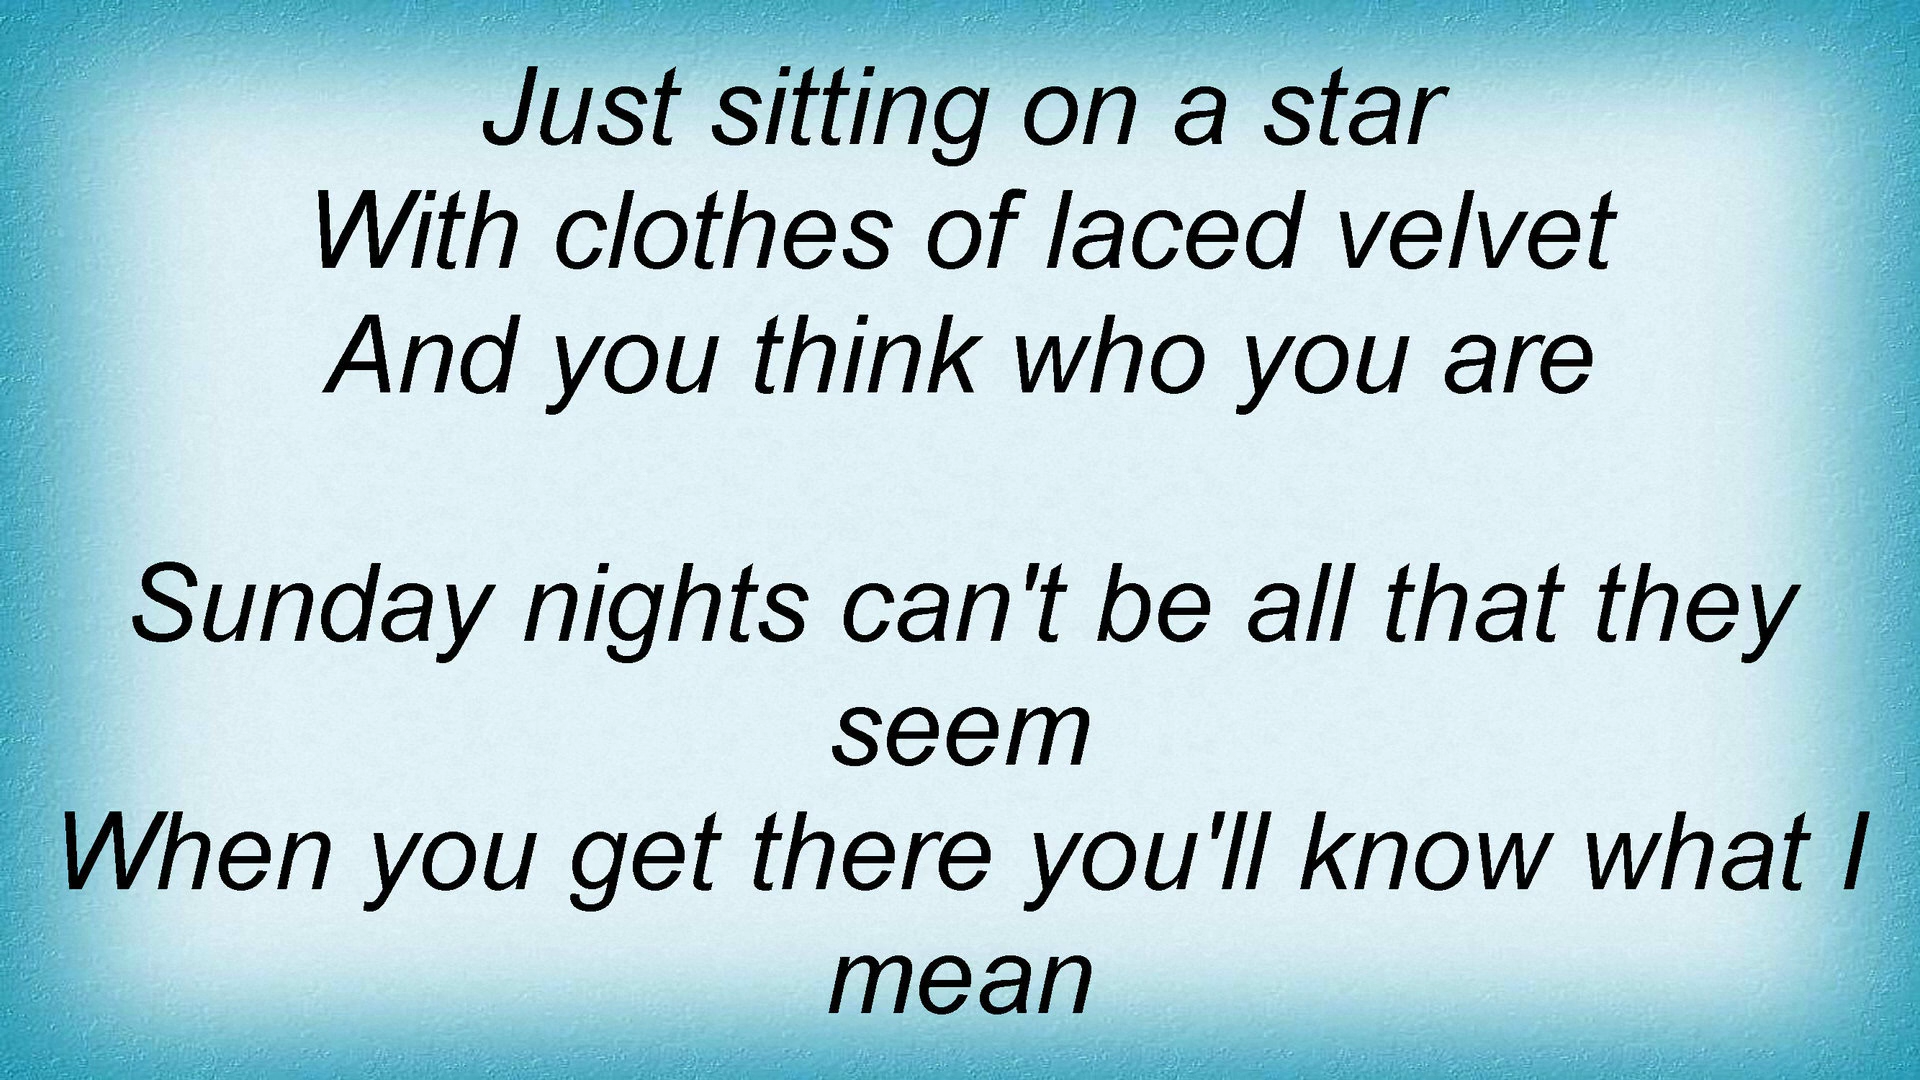 Just sitting on a star
With clothes of laced velvet
And you think who you are
Sunday nights can't be all that they
seem
When you get there you'll know what I
mean